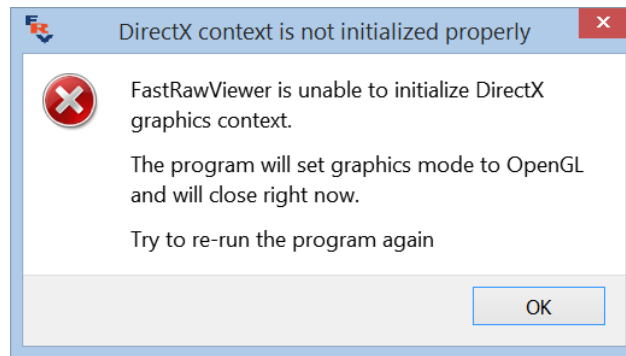 FRV
DirectX context is not initialized properly
FastRawViewer is unable to initialize DirectX
graphics context.
The program will set graphics mode to OpenGL
and will close right now.
Try to re-run the program again
OK